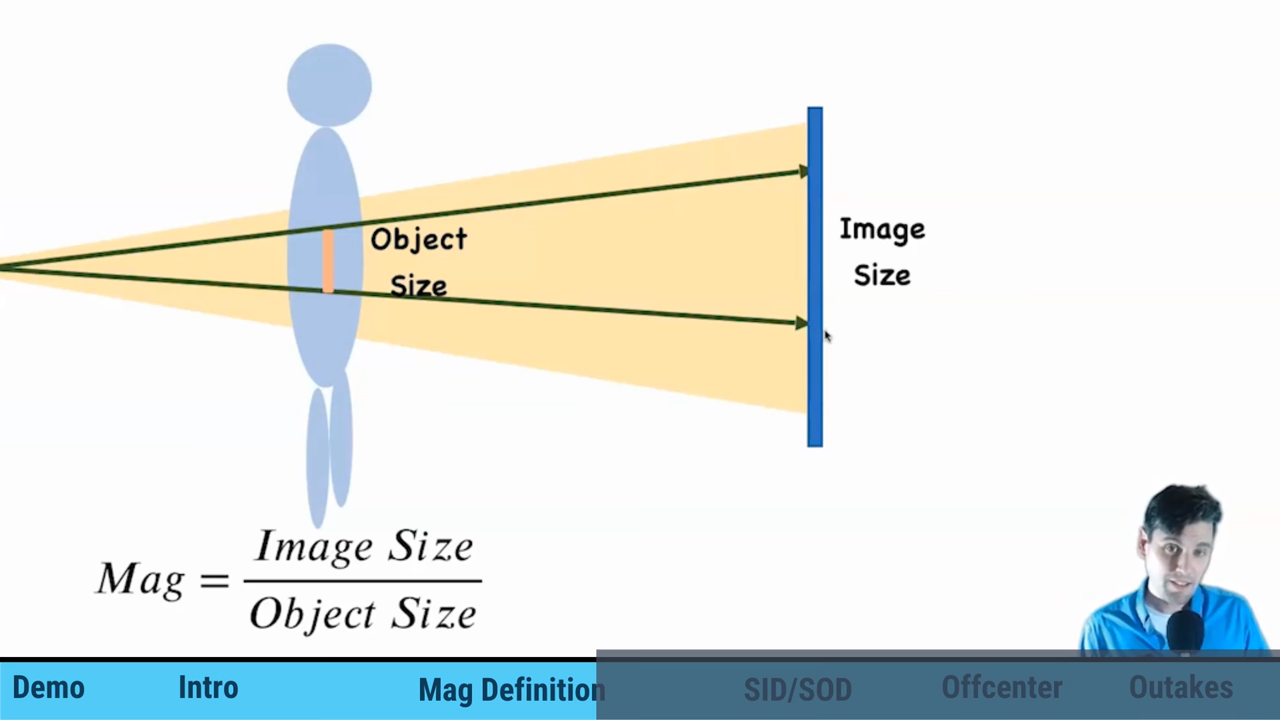 Object
Size
Image
Size
Mag = Image Size / Object Size
Demo Intro Mag Definition SID/SOD Offcenter Outakes